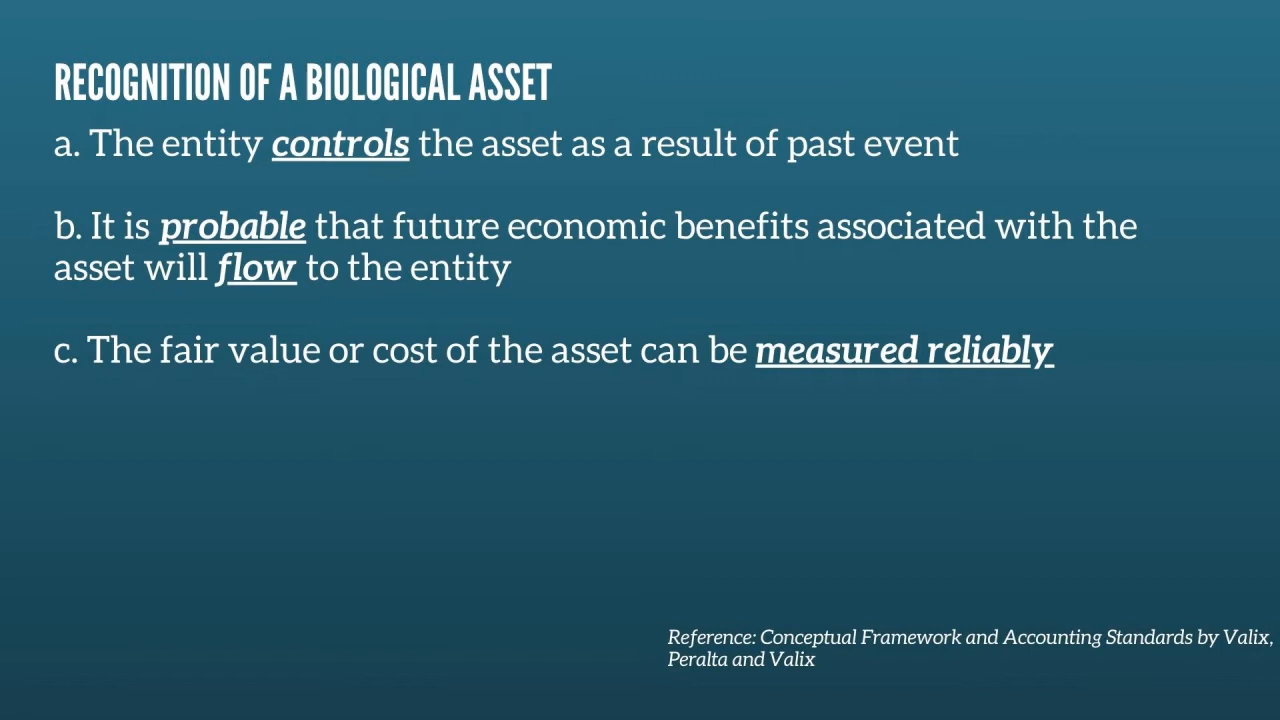 RECOGNITION OF A BIOLOGICAL ASSET
a. The entity controls the asset as a result of past event
b. It is probable that future economic benefits associated with the
asset will flow to the entity
c. The fair value or cost of the asset can be measured reliably
Reference: Conceptual Framework and Accounting Standards by Valix,
Peralta and Valix